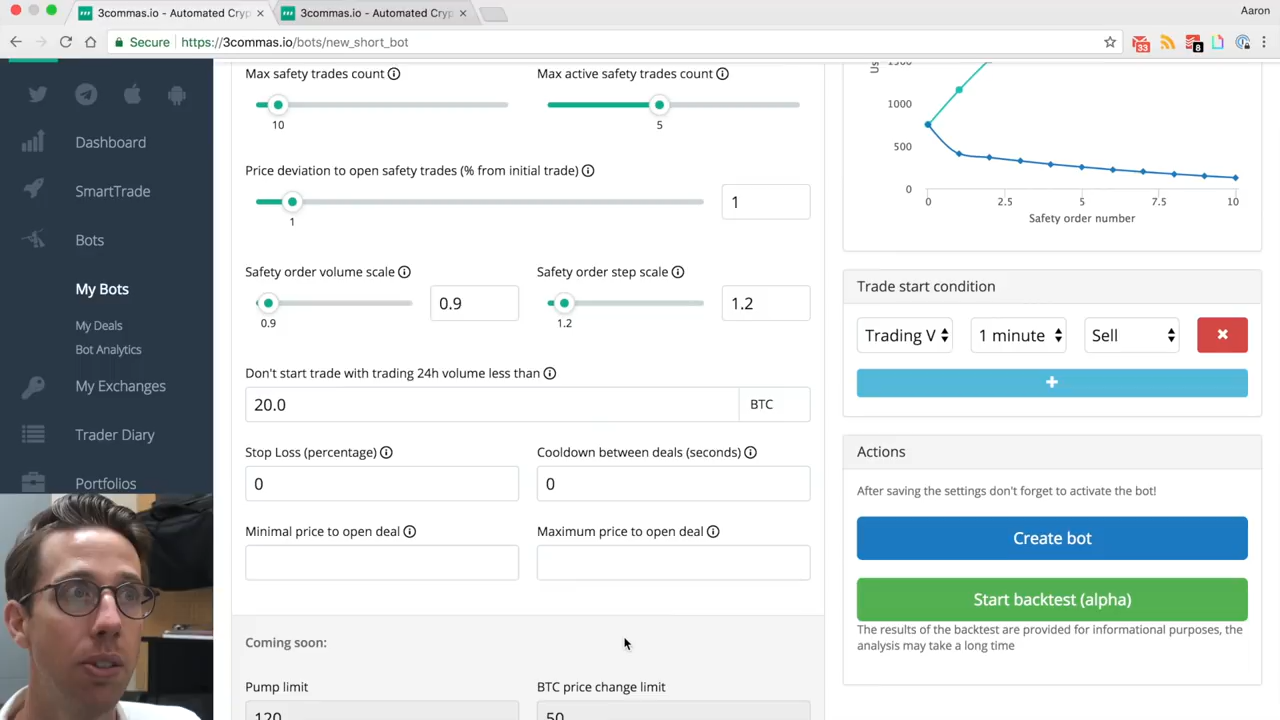 3commas.io - Automated Cryp
3commas.io - Automated Cryp
Aaron
Secure
https://3commas.io/bots/new_short_bot
33
8
Dashboard
SmartTrade
Bots
My Bots
My Deals
Bot Analytics
My Exchanges
Trader Diary
Portfolios
Max safety trades count
10
Max active safety trades count
5
Price deviation to open safety trades (% from initial trade)
1
1
Safety order volume scale
0.9
0.9
Safety order step scale
1.2
1.2
Don't start trade with trading 24h volume less than
20.0
BTC
Stop Loss (percentage)
0
Cooldown between deals (seconds)
0
Minimal price to open deal
Maximum price to open deal
Coming soon:
Pump limit
120
BTC price change limit
50
1000
500
0
0
2.5
5
7.5
10
Safety order number
Trade start condition
Trading V
1 minute
Sell
Actions
After saving the settings don't forget to activate the bot!
Create bot
Start backtest (alpha)
The results of the backtest are provided for informational purposes, the
analysis may take a long time